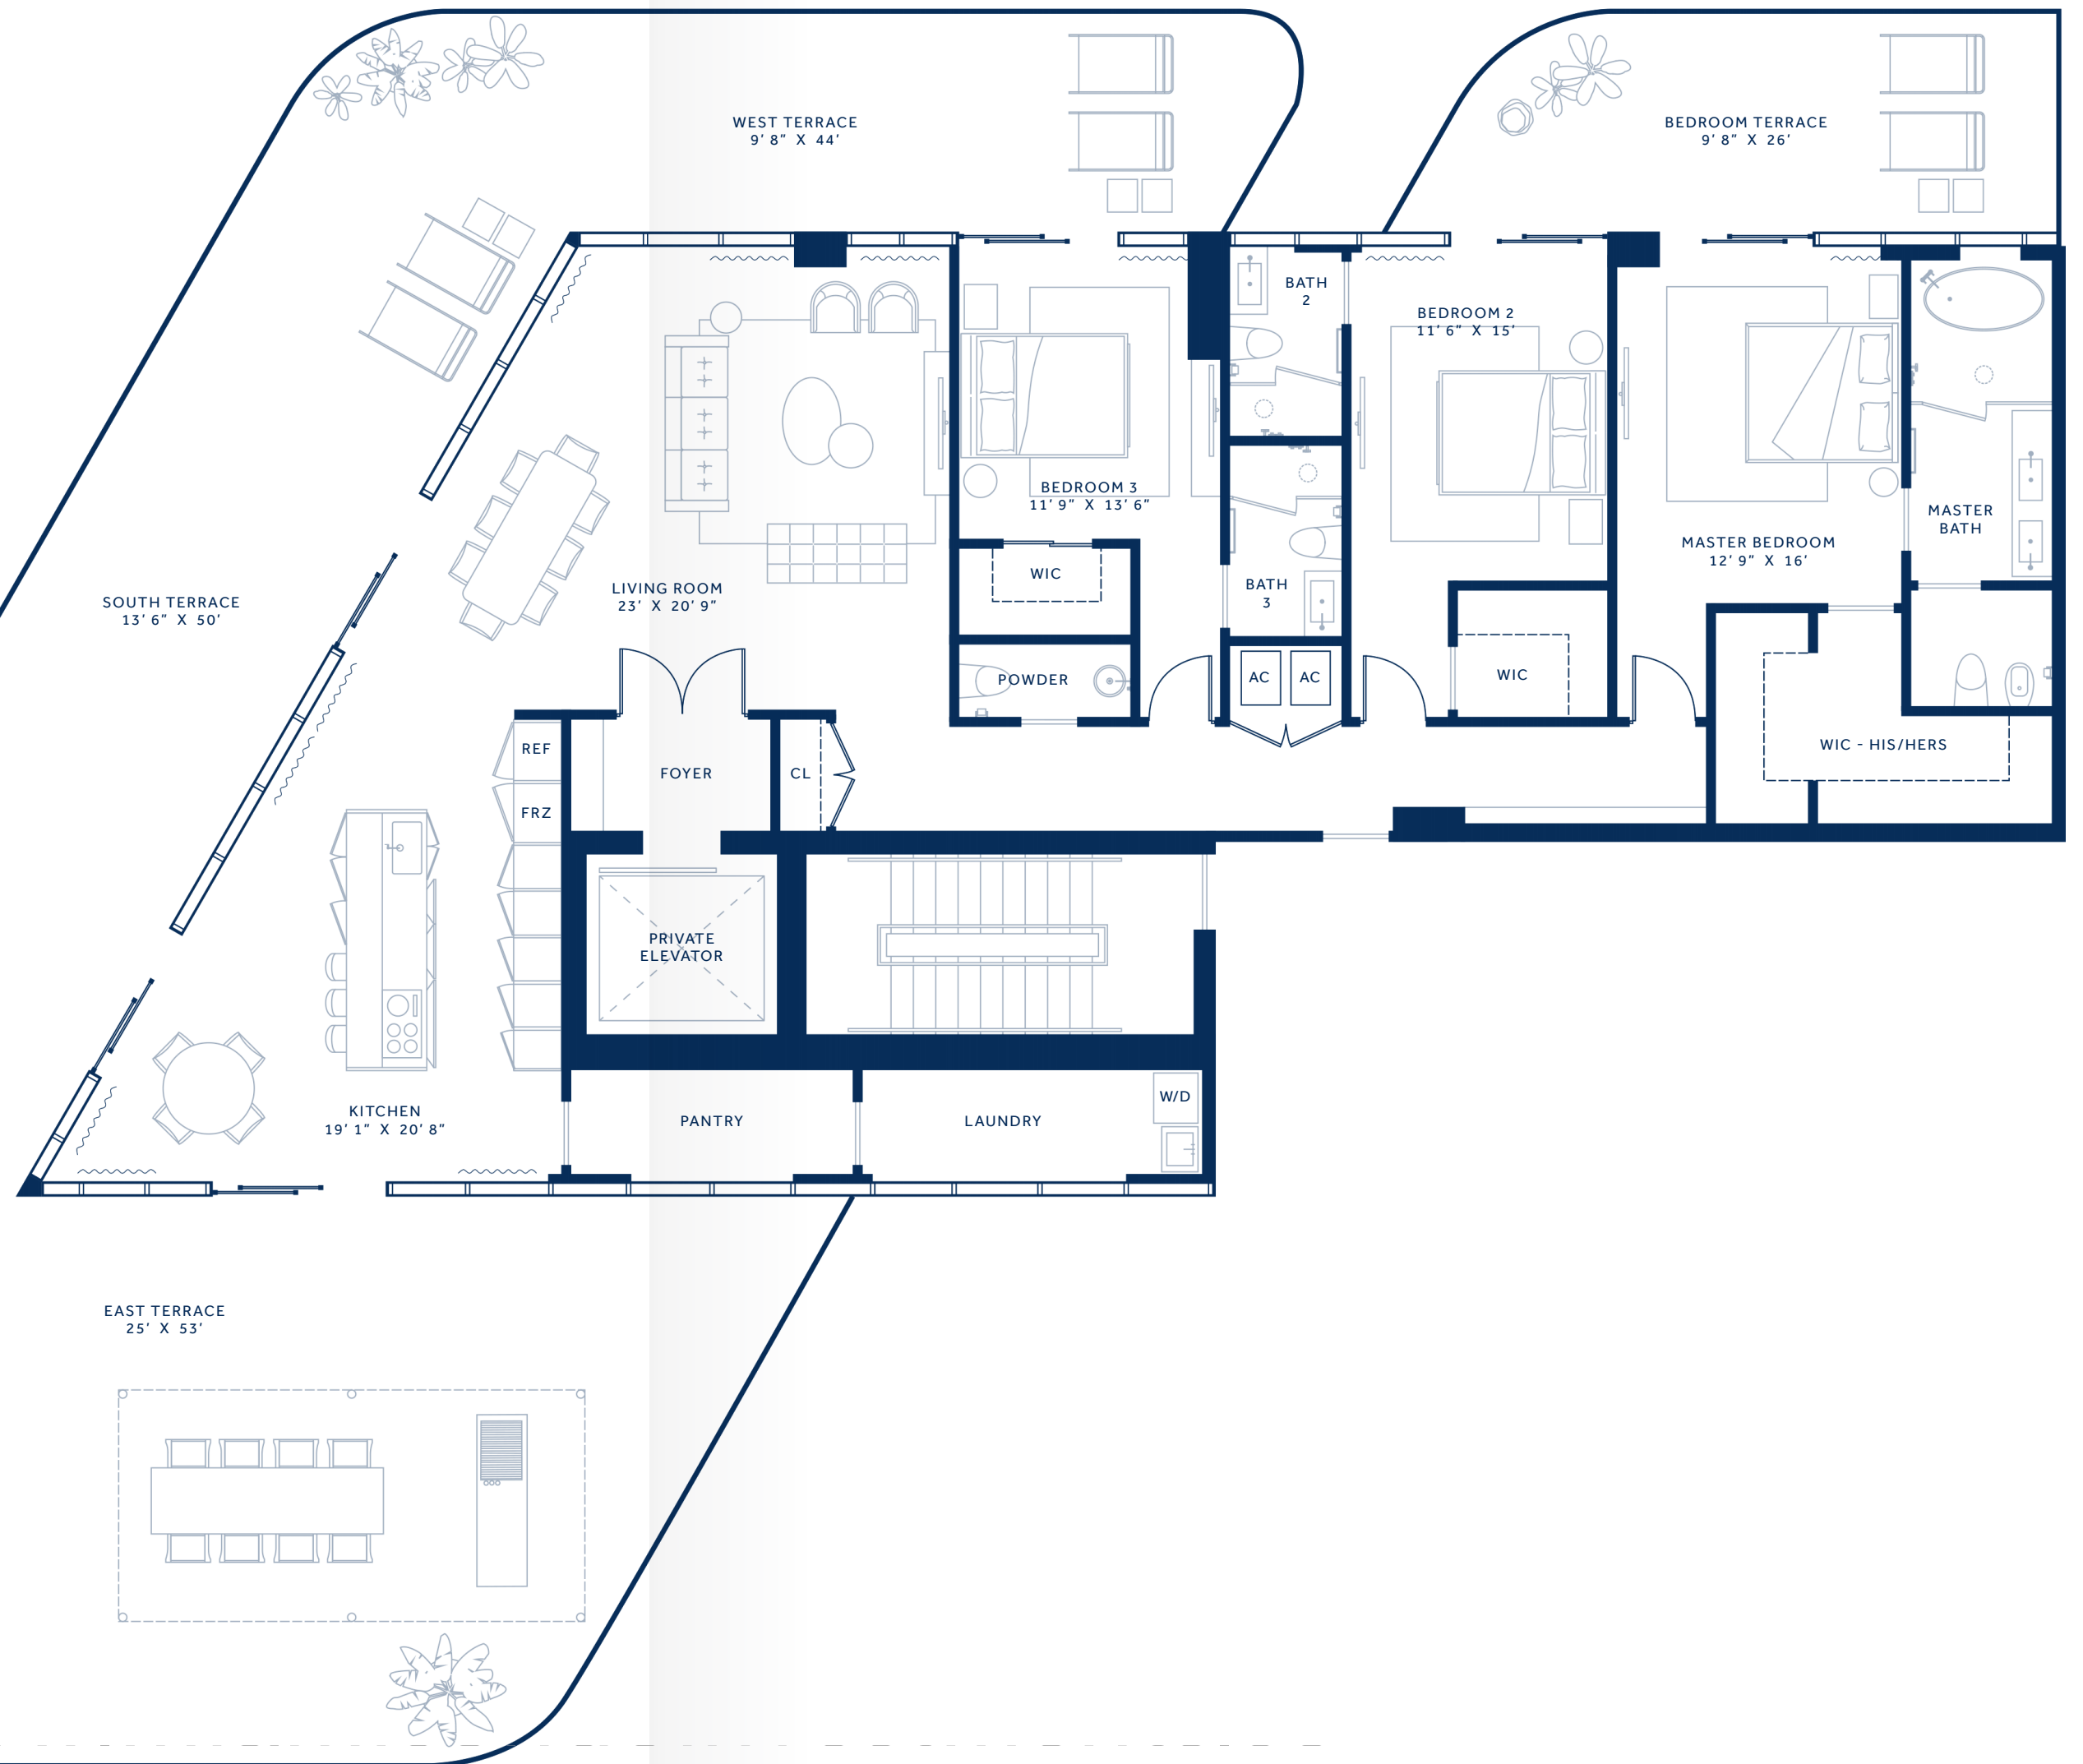 WEST TERRACE
9’ 8” X 44’
BEDROOM TERRACE
9’ 8” X 26’
BATH
2
BEDROOM 2
11’ 6” X 15’
BEDROOM 3
11’ 9” X 13’ 6”
MASTER
BATH
MASTER BEDROOM
12’ 9” X 16’
SOUTH TERRACE
13’ 6” X 50’
LIVING ROOM
23’ X 20’ 9”
WIC
BATH
3
POWDER
AC
AC
WIC
REF
FOYER
CL
WIC - HIS/HERS
FRZ
PRIVATE
ELEVATOR
KITCHEN
19’ 1” X 20’ 8”
PANTRY
LAUNDRY
W/D
EAST TERRACE
25’ X 53’